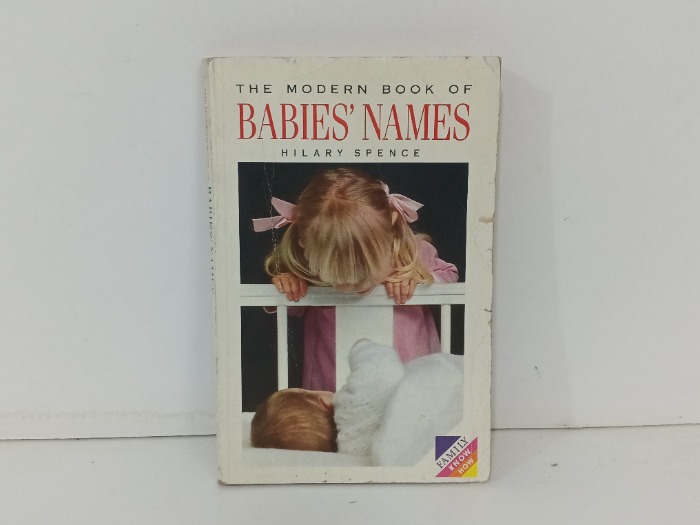 THE MODERN BOOK OF
BABIES' NAMES
HILARY SPENCE
FAMILY
KNOW
HOW